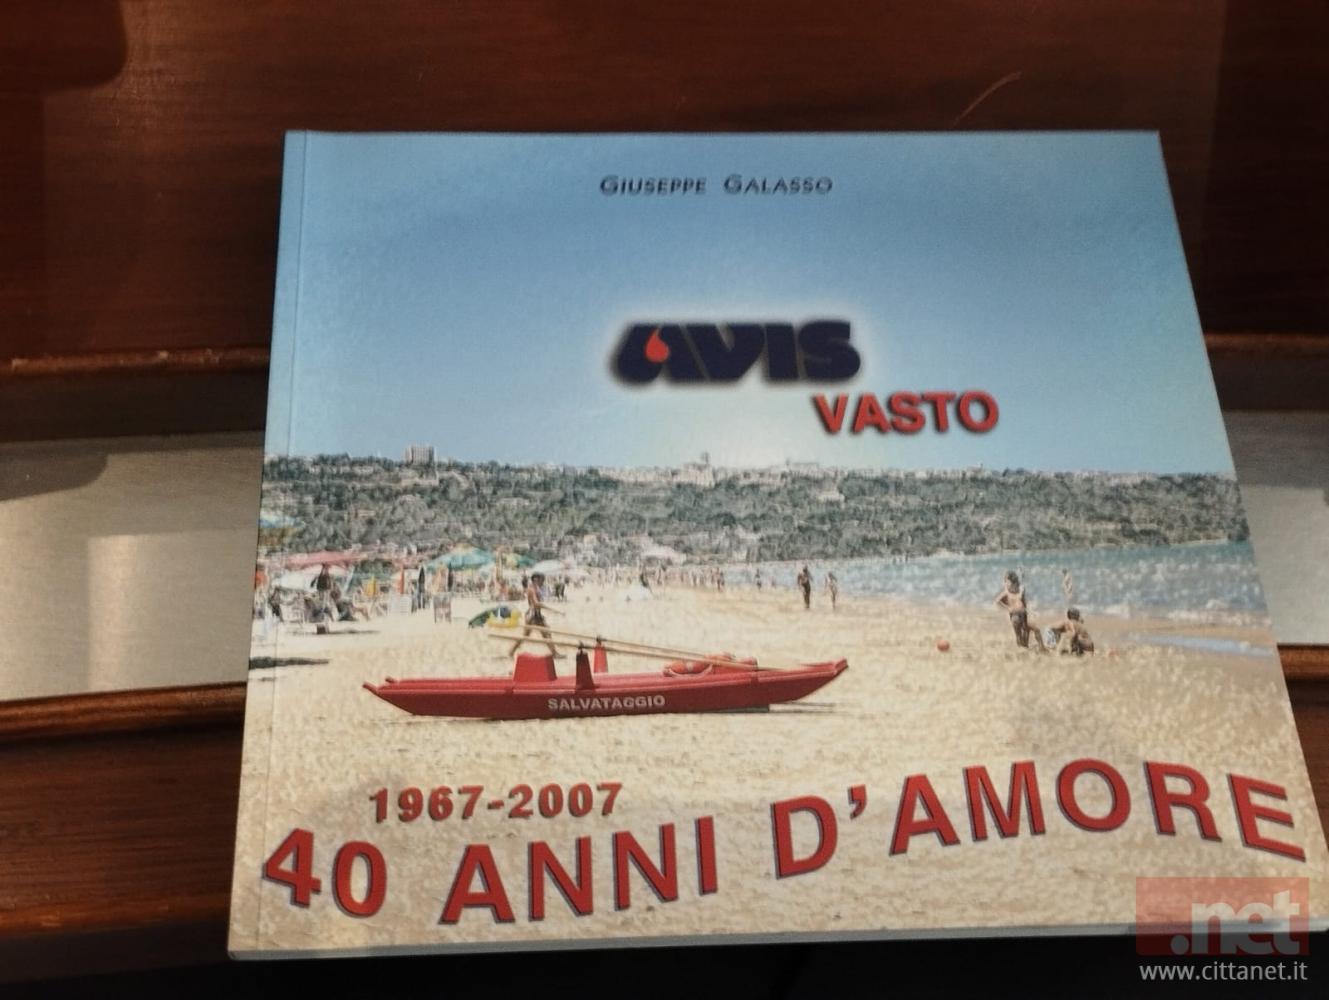 GIUSEPPE GALASSO
AVIS
VASTO
SALVATAGGIO
1967-2007
40 ANNI D'AMORE
.net
www.cittanet.it